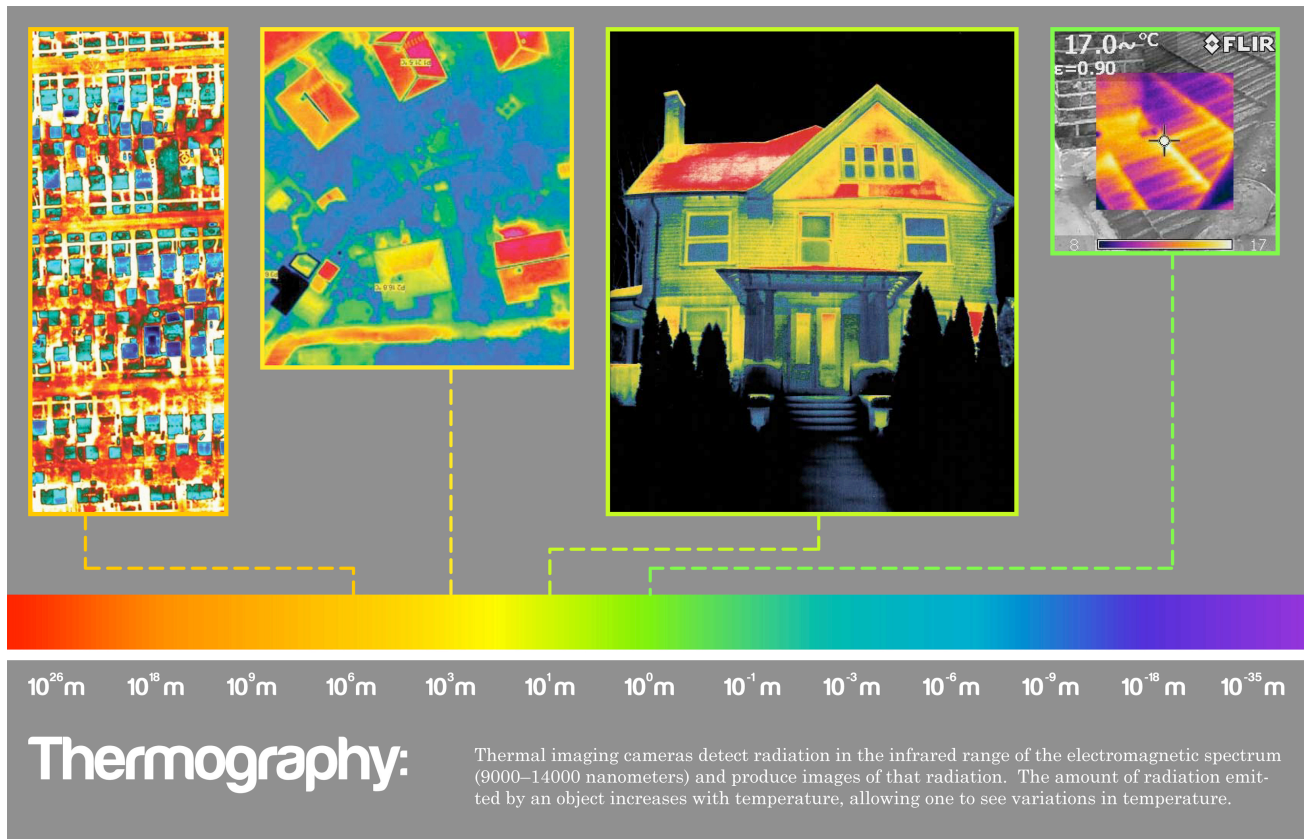 17.0~°C
FLIR
ε=0.90
8
17
10²⁶m 10¹⁸m 10⁹m 10⁶m 10³m 10¹m 10⁰m 10⁻¹m 10⁻³m 10⁻⁶m 10⁻⁹m 10⁻¹⁸m 10⁻³⁵m
Thermography:
Thermal imaging cameras detect radiation in the infrared range of the electromagnetic spectrum
(9000–14000 nanometers) and produce images of that radiation. The amount of radiation emit-
ted by an object increases with temperature, allowing one to see variations in temperature.